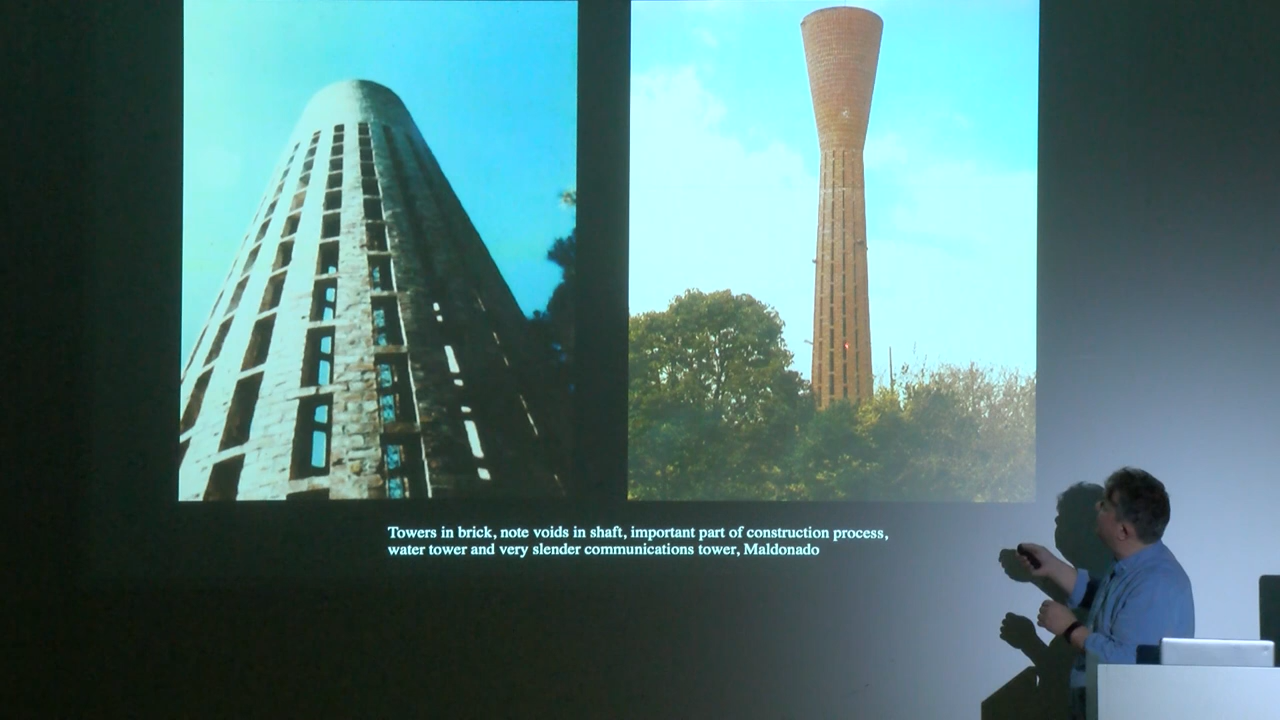 Towers in brick, note voids in shaft, important part of construction process,
water tower and very slender communications tower, Maldonado